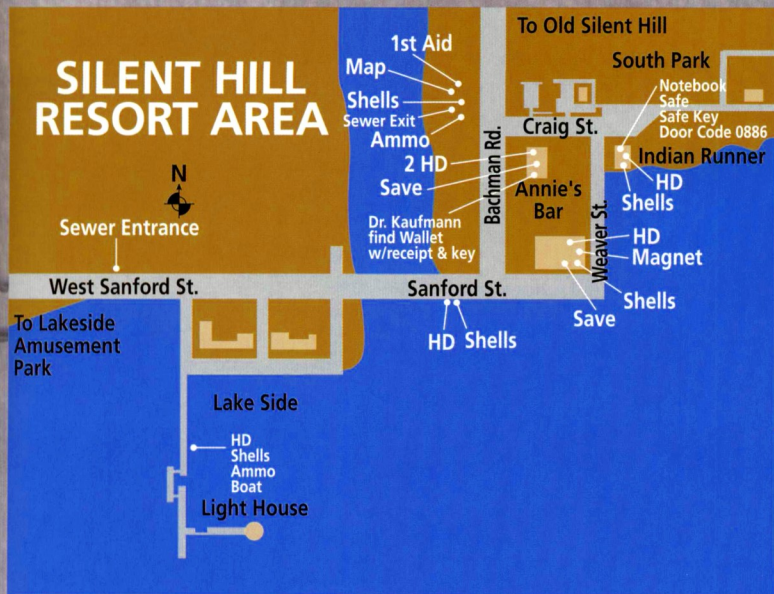 SILENT HILL
RESORT AREA
N
Sewer Entrance
West Sanford St.
To Lakeside
Amusement
Park
Lake Side
HD
Shells
Ammo
Boat
Light House
1st Aid
Map
Shells
Sewer Exit
Ammo
2 HD
Save
Dr. Kaufmann
find Wallet
w/receipt & key
Bachman Rd.
Sanford St.
HD Shells
To Old Silent Hill
South Park
Craig St.
Annie's
Bar
Weaver St.
Notebook
Safe
Safe Key
Door Code 0886
Indian Runner
HD
Shells
HD
Magnet
Shells
Save